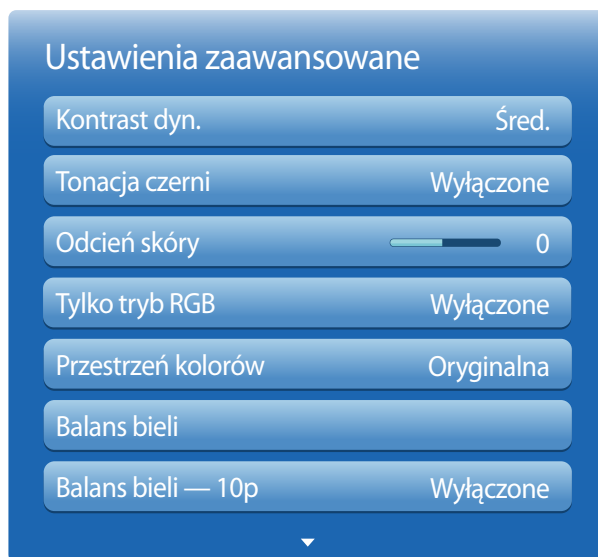 Ustawienia zaawansowane
Kontrast dyn. Śred.
Tonacja czerni Wyłączone
Odcień skóry 0
Tylko tryb RGB Wyłączone
Przestrzeń kolorów Oryginalna
Balans bieli
Balans bieli — 10p Wyłączone